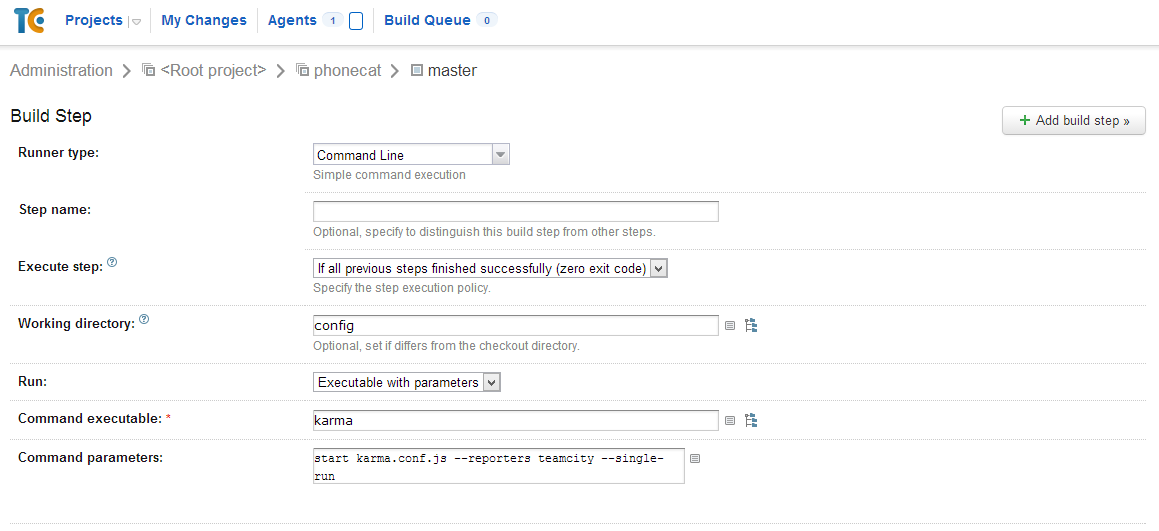 TC Projects My Changes Agents 1 Build Queue 0
Administration <Root project> phonecat master
Build Step
+ Add build step »
Runner type: Command Line
Simple command execution
Step name:
Optional, specify to distinguish this build step from other steps.
Execute step: ? If all previous steps finished successfully (zero exit code)
Specify the step execution policy.
Working directory: ? config
Optional, set if differs from the checkout directory.
Run: Executable with parameters
Command executable: * karma
Command parameters: start karma.conf.js --reporters teamcity --single-
run